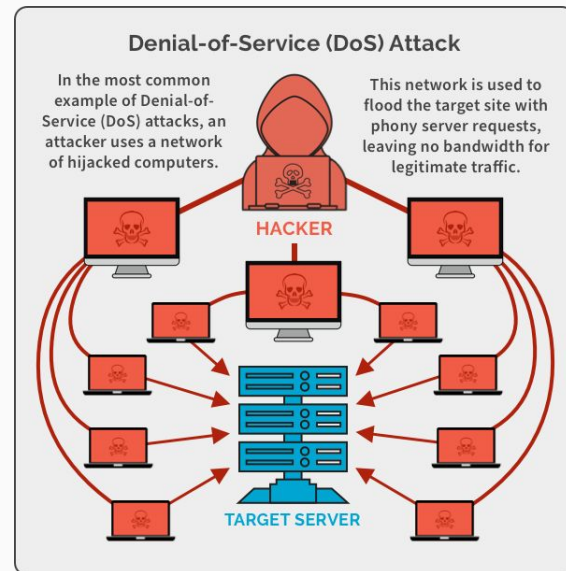 Denial-of-Service (DoS) Attack
In the most common
example of Denial-of-
Service (DoS) attacks, an
attacker uses a network
of hijacked computers.
This network is used to
flood the target site with
phony server requests,
leaving no bandwidth for
legitimate traffic.
HACKER
TARGET SERVER